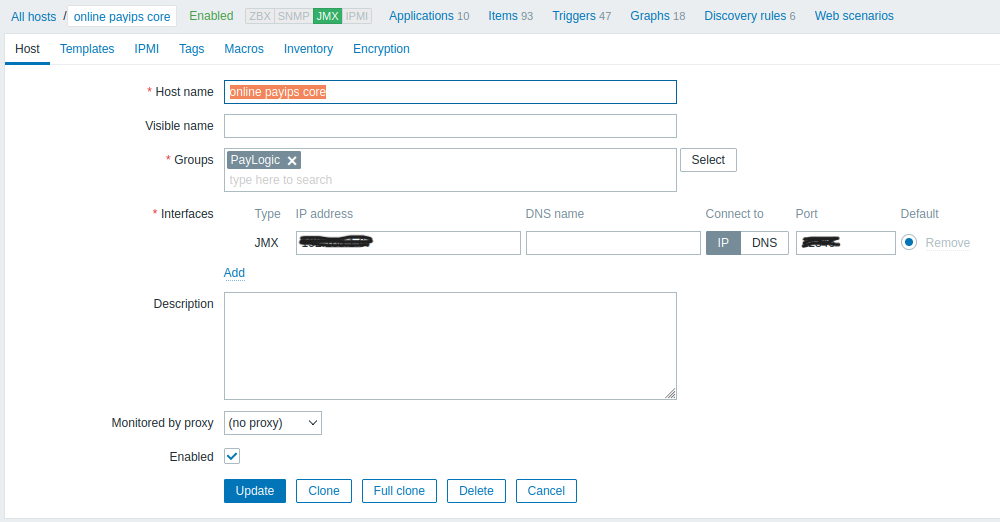 All hosts / online payips core Enabled ZBX SNMP JMX IPMI Applications 10 Items 93 Triggers 47 Graphs 18 Discovery rules 6 Web scenarios
Host Templates IPMI Tags Macros Inventory Encryption
* Host name online payips core
Visible name
* Groups PayLogic Select
type here to search
* Interfaces Type IP address DNS name Connect to Port Default
JMX IP DNS Remove
Add
Description
Monitored by proxy (no proxy)
Enabled
Update Clone Full clone Delete Cancel